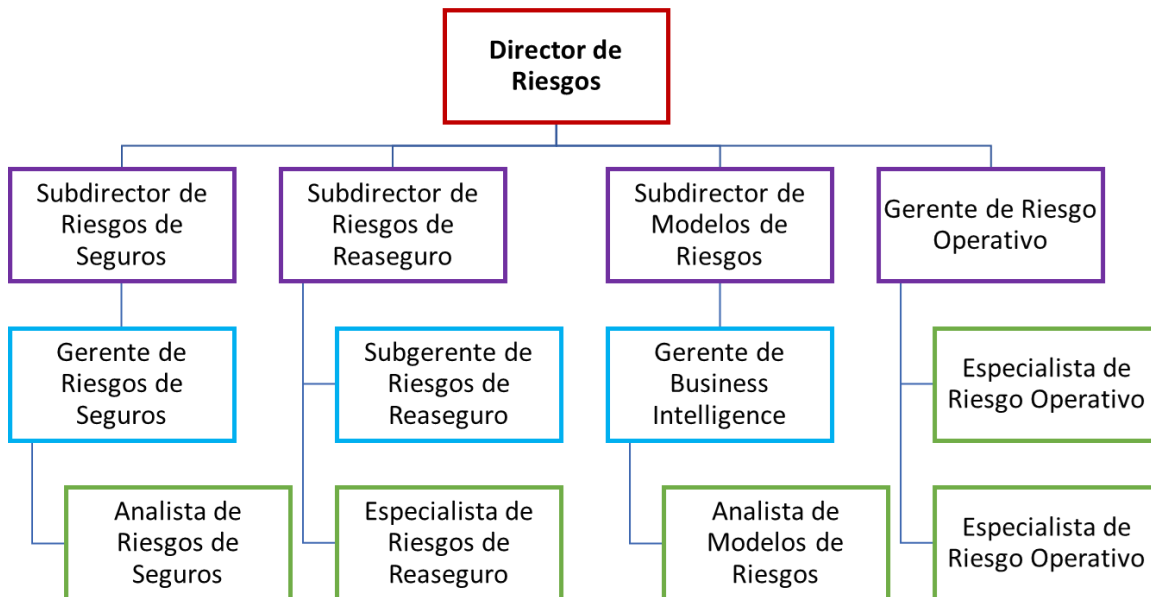 Director de
Riesgos
Subdirector de
Riesgos de
Seguros
Subdirector de
Riesgos de
Reaseguro
Subdirector de
Modelos de
Riesgos
Gerente de Riesgo
Operativo
Gerente de
Riesgos de
Seguros
Subgerente de
Riesgos de
Reaseguro
Gerente de
Business
Intelligence
Especialista de
Riesgo Operativo
Analista de
Riesgos de
Seguros
Especialista de
Riesgos de
Reaseguro
Analista de
Modelos de
Riesgos
Especialista de
Riesgo Operativo